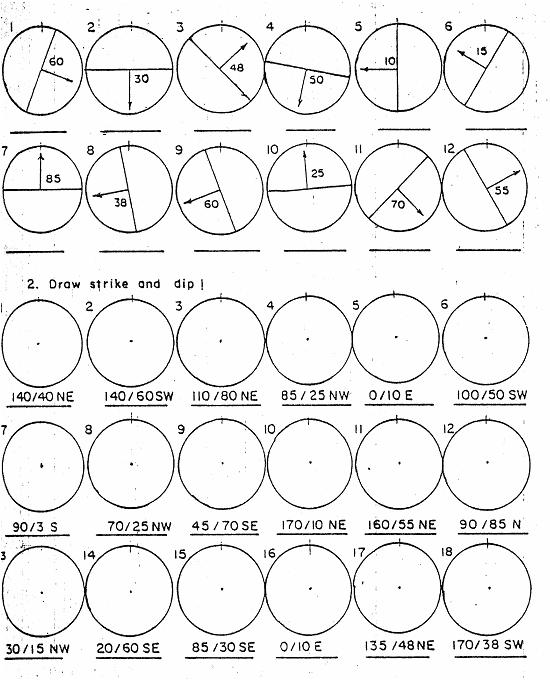 1 2 3 4 5 6
60 30 48 50 10 15
7 8 9 10 11 12
85 38 60 25 70 55
2. Draw strike and dip!
1 2 3 4 5 6
140/40 NE 140/60 SW 110/80 NE 85/25 NW 0/10 E 100/50 SW
7 8 9 10 11 12
90/3 S 70/25 NW 45/70 SE 170/10 NE 160/55 NE 90/85 N
3 14 15 16 17 18
30/15 NW 20/60 SE 85/30 SE 0/10 E 135/48 NE 170/38 SW